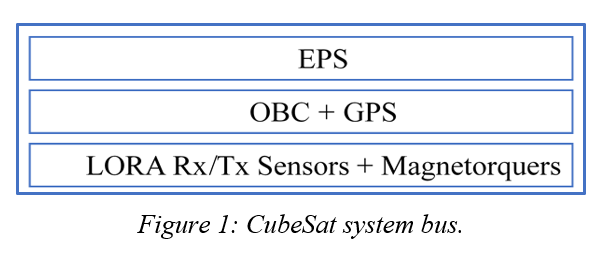 EPS
OBC + GPS
LORA Rx/Tx Sensors + Magnetorquers
Figure 1: CubeSat system bus.